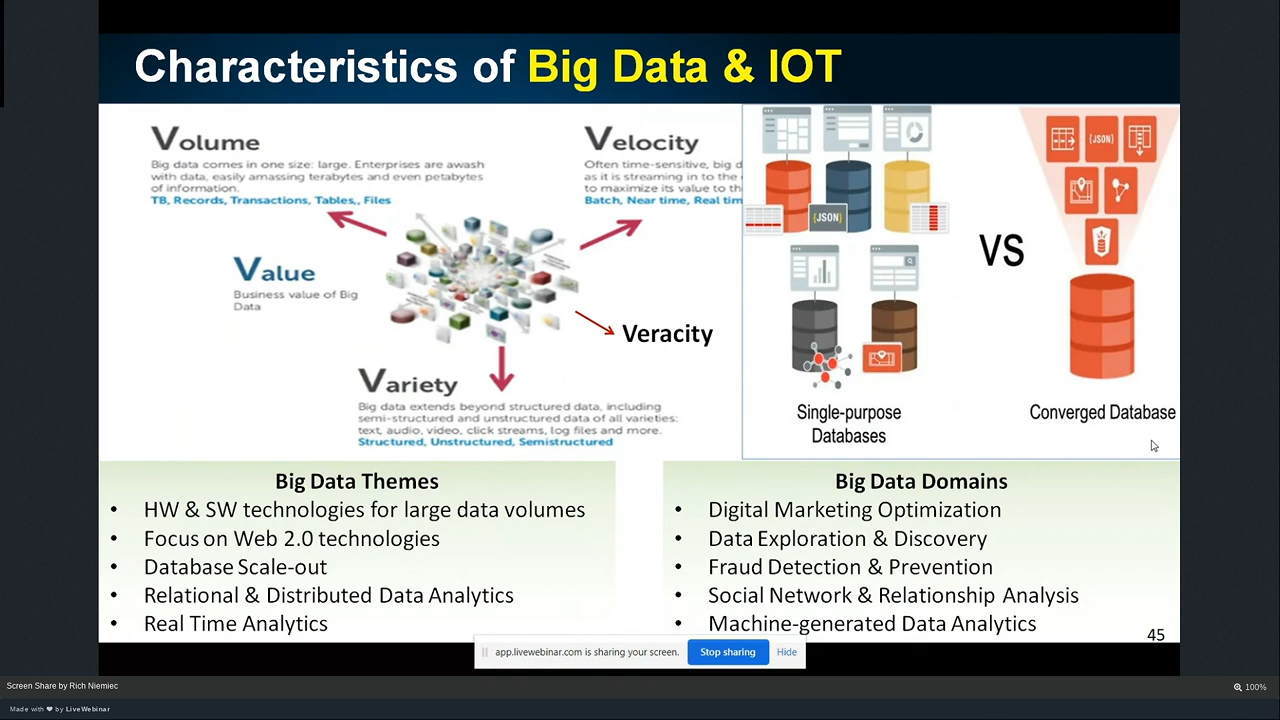 Characteristics of Big Data & IOT
Volume
Big data comes in one size: large. Enterprises are awash
with data, easily amassing terabytes and even petabytes
of information.
TB, Records, Transactions, Tables,, Files
Velocity
Often time-sensitive, big d
as it is streaming in to the
to maximize its value to th
Batch, Near time, Real tim
Value
Business value of Big
Data
Veracity
Variety
Big data extends beyond structured data, including
semi-structured and unstructured data of all varieties:
text, audio, video, click streams, log files and more.
Structured, Unstructured, Semistructured
{JSON}
Single-purpose
Databases
VS
{JSON}
Converged Database
Big Data Themes
• HW & SW technologies for large data volumes
• Focus on Web 2.0 technologies
• Database Scale-out
• Relational & Distributed Data Analytics
• Real Time Analytics
Big Data Domains
• Digital Marketing Optimization
• Data Exploration & Discovery
• Fraud Detection & Prevention
• Social Network & Relationship Analysis
• Machine-generated Data Analytics
45
app.livewebinar.com is sharing your screen.
Stop sharing
Hide
Screen Share by Rich Niemiec
100%
Made with ❤ by LiveWebinar